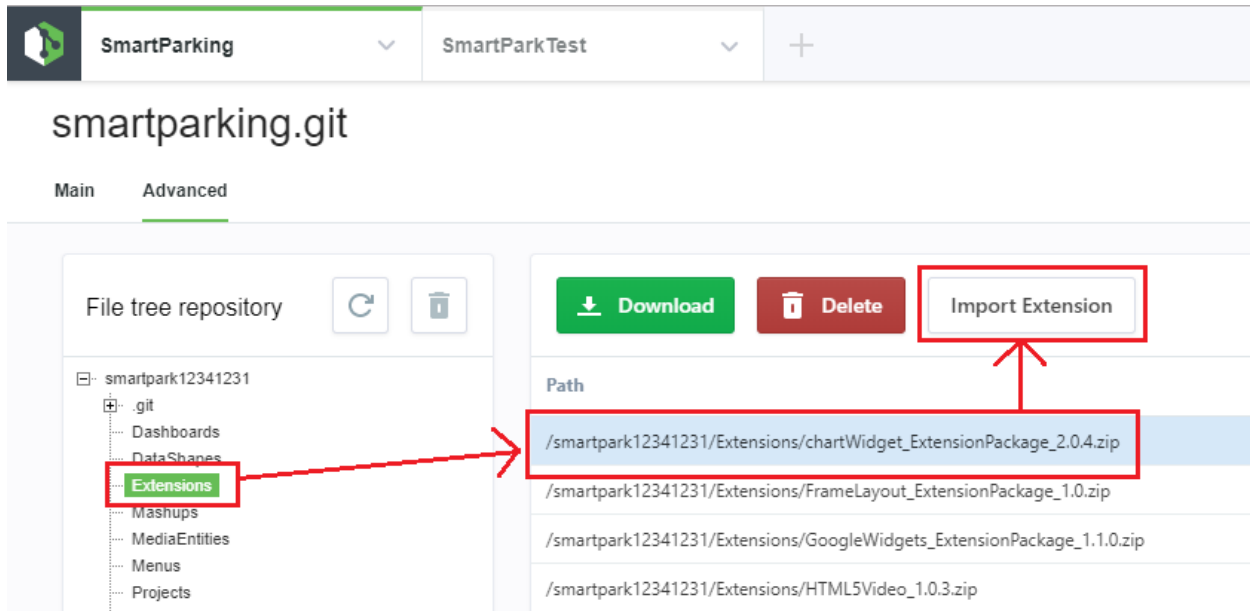 SmartParking
SmartParkTest
smartparking.git
Main
Advanced
File tree repository
smartpark12341231
.git
Dashboards
DataShapes
Extensions
Mashups
MediaEntities
Menus
Projects
Download
Delete
Import Extension
Path
/smartpark12341231/Extensions/chartWidget_ExtensionPackage_2.0.4.zip
/smartpark12341231/Extensions/FrameLayout_ExtensionPackage_1.0.zip
/smartpark12341231/Extensions/GoogleWidgets_ExtensionPackage_1.1.0.zip
/smartpark12341231/Extensions/HTML5Video_1.0.3.zip